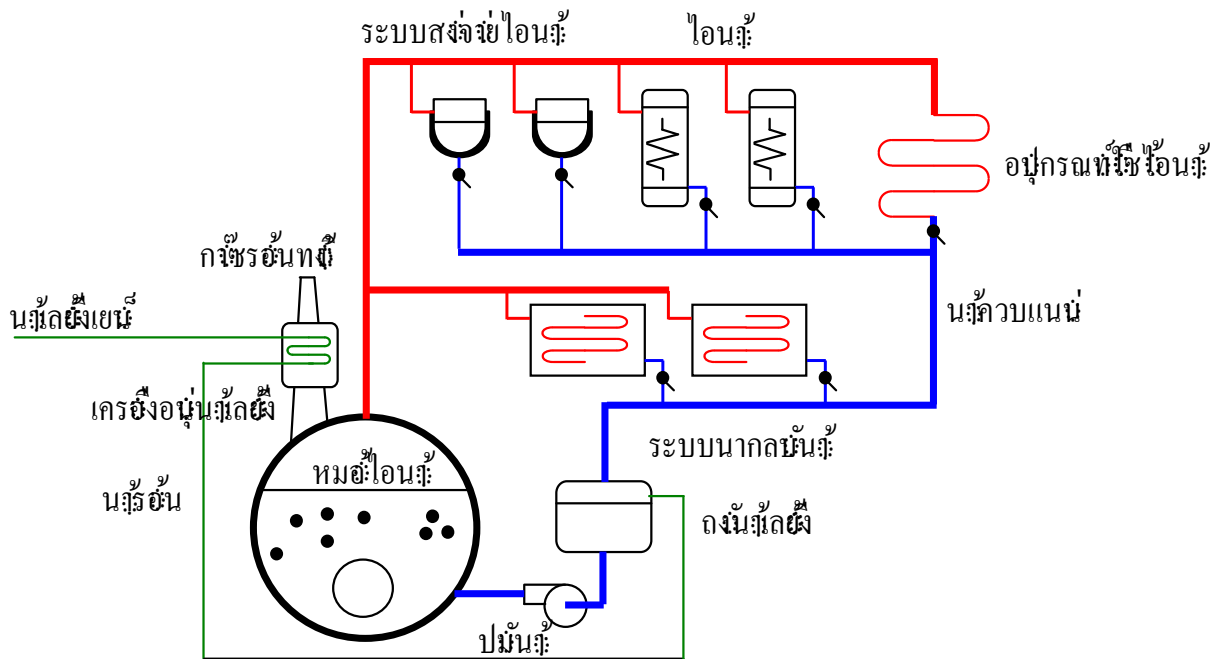 ระบบส่งจ่ายไอน้ำ
ไอน้ำ
อุปกรณ์ที่ใช้ไอน้ำ
ก๊าซร้อนทิ้ง
น้ำเลี้ยงเย็น
น้ำควบแน่น
เครื่องอุ่นน้ำเลี้ยง
ระบบนำกลับน้ำ
หม้อไอน้ำ
น้ำร้อน
ถังน้ำเลี้ยง
ปั๊มน้ำ